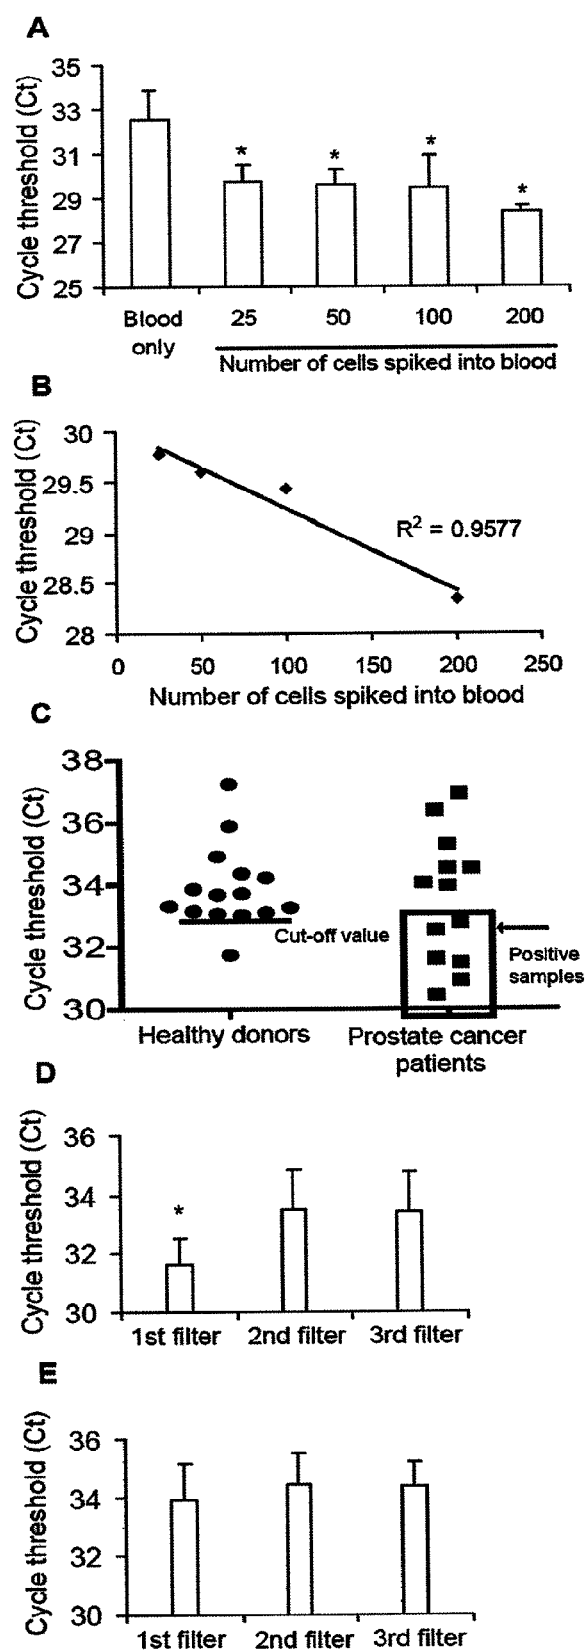 A
Cycle threshold (Ct)
35
33
31
29
27
25
* * * *
Blood only
25 50 100 200
Number of cells spiked into blood
B
Cycle threshold (Ct)
30
29.5
29
28.5
28
R² = 0.9577
0 50 100 150 200 250
Number of cells spiked into blood
C
Cycle threshold (Ct)
38
36
34
32
30
Cut-off value
Positive
samples
Healthy donors Prostate cancer
patients
D
Cycle threshold (Ct)
36
34
32
30
*
1st filter 2nd filter 3rd filter
E
Cycle threshold (Ct)
36
34
32
30
1st filter 2nd filter 3rd filter